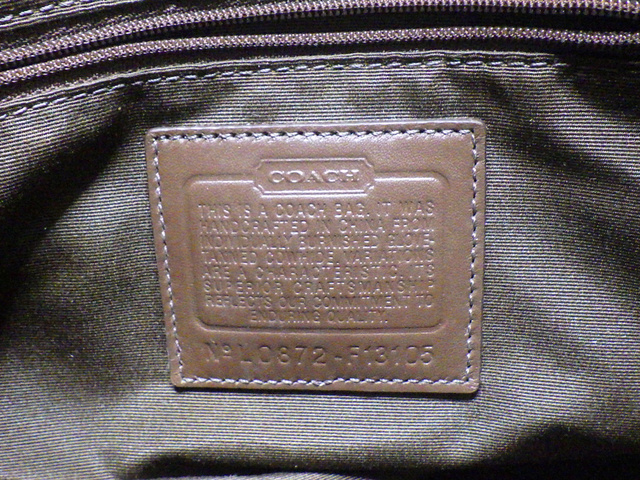 COACH
THIS IS A COACH BAG. IT WAS
HANDCRAFTED IN CHINA FROM
INDIVIDUALLY BURNISHED GLOVE
TANNED COWHIDE. VARIATIONS
ARE A CHARACTERISTIC. ITS
SUPERIOR CRAFTSMANSHIP
REFLECTS OUR COMMITMENT TO
ENDURING QUALITY.
Nº L0872-F13105